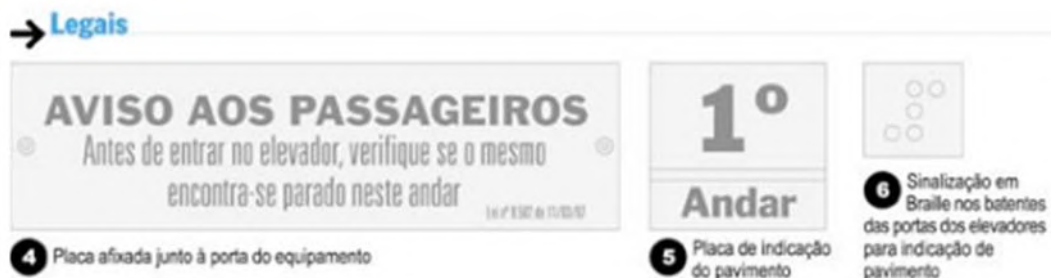 Legais
AVISO AOS PASSAGEIROS
Antes de entrar no elevador, verifique se o mesmo
encontra-se parado neste andar
4 Placa afixada junto à porta do equipamento
1º
Andar
5 Placa de indicação
do pavimento
6 Sinalização em
Braille nos batentes
das portas dos elevadores
para indicação de
pavimento